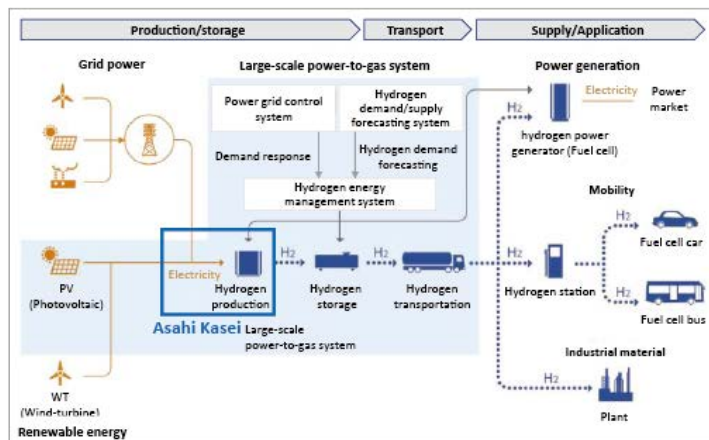 Production/storage
Transport
Supply/Application
Grid power
Large-scale power-to-gas system
Power generation
Power grid control
system
Hydrogen
demand/supply
forecasting system
H2
Electricity
Power
market
hydrogen power
generator (Fuel cell)
Demand response
Hydrogen demand
forecasting
Hydrogen energy
management system
Mobility
H2
Fuel cell car
PV
(Photovoltaic)
Electricity
Hydrogen
production
H2
Hydrogen
storage
H2
Hydrogen
transportation
H2
Hydrogen station
H2
Fuel cell bus
Asahi Kasei
Large-scale
power-to-gas system
Industrial material
H2
Plant
WT
(Wind-turbine)
Renewable energy